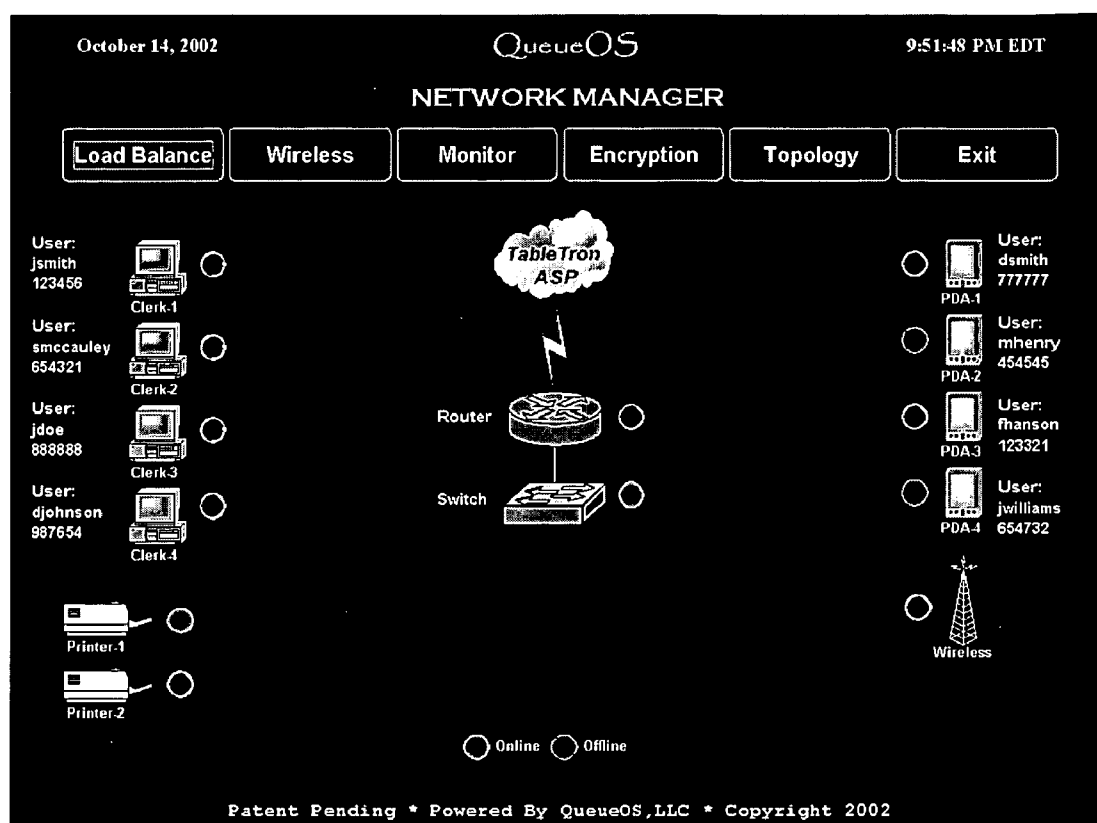 October 14, 2002
QueueOS
9:51:48 PM EDT
NETWORK MANAGER
Load Balance
Wireless
Monitor
Encryption
Topology
Exit
User:
jsmith
123456
Clerk-1
User:
smccauley
654321
Clerk-2
User:
jdoe
888888
Clerk-3
User:
djohnson
987654
Clerk-4
Printer-1
Printer-2
TableTron
ASP
Router
Switch
User:
dsmith
777777
PDA-1
User:
mhenry
454545
PDA-2
User:
fhanson
123321
PDA-3
User:
jwilliams
654732
PDA-4
Wireless
Online
Offline
Patent Pending * Powered By QueueOS,LLC * Copyright 2002